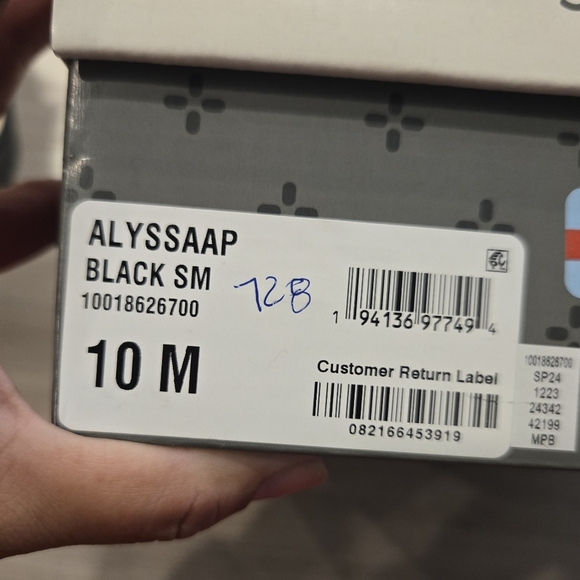 ALYSSAAP
BLACK SM
10018626700
128
10 M
1 94136 97749 4
Customer Return Label
082166453919
10018626700
SP24
1223
24342
42199
MPB